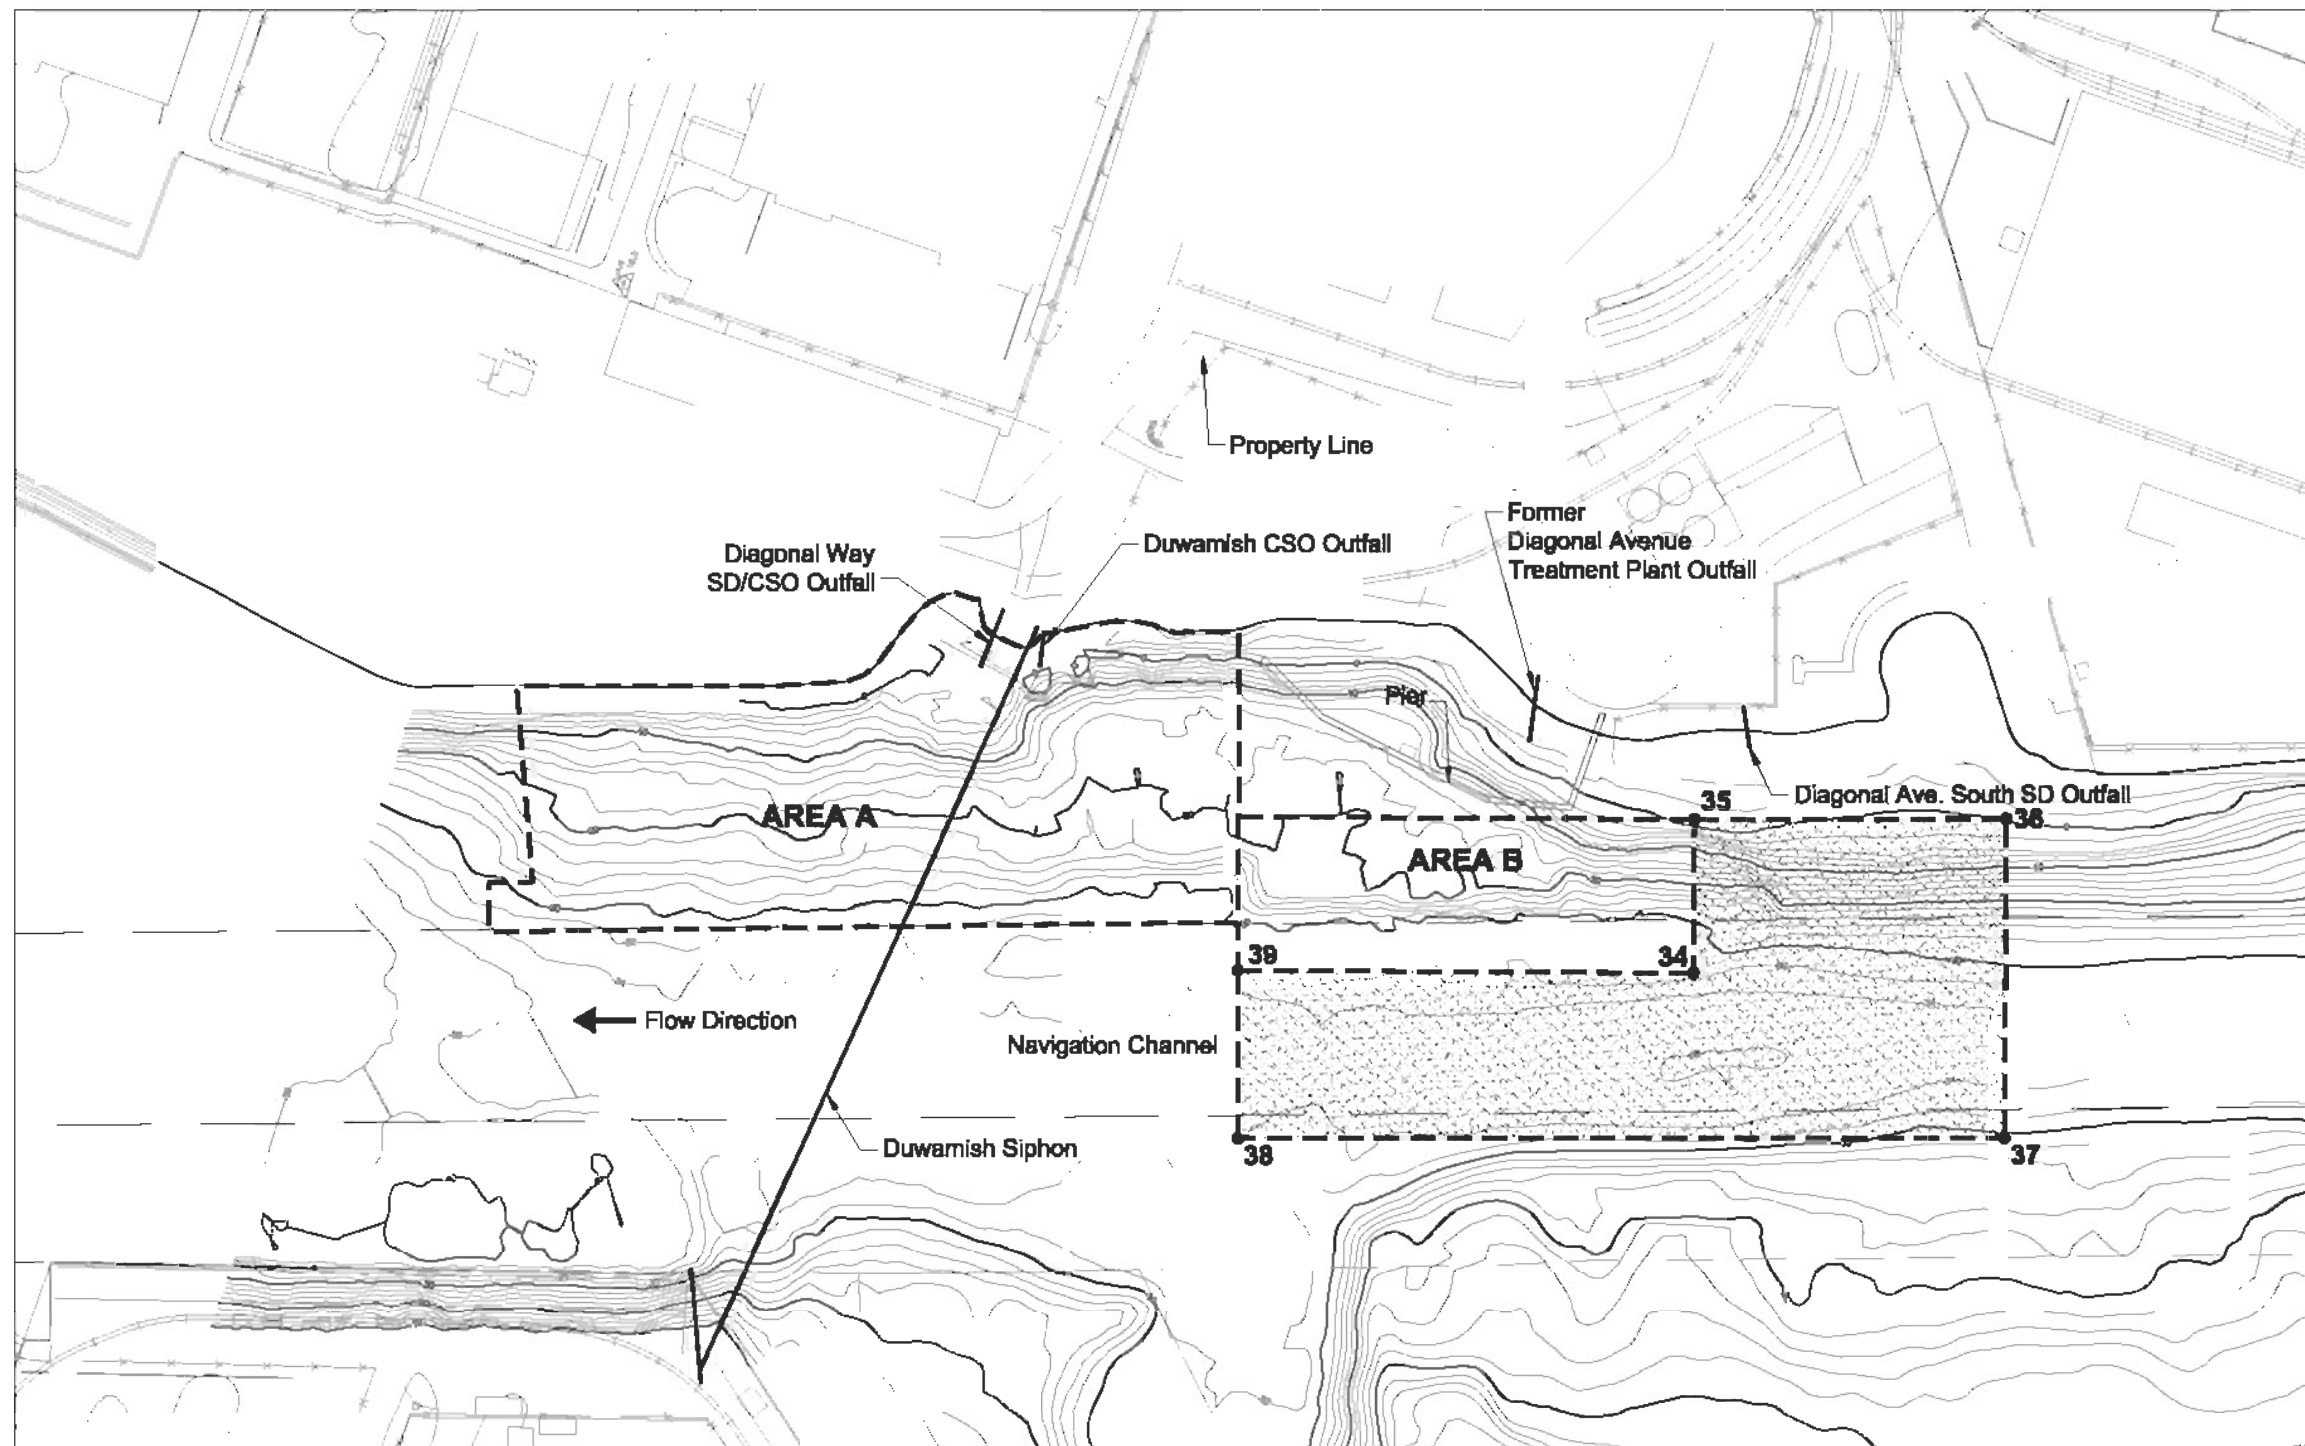 Property Line
Former
Diagonal Avenue
Treatment Plant Outfall
Duwamish CSO Outfall
Diagonal Way
SD/CSO Outfall
Pier
Diagonal Ave. South SD Outfall
35
36
AREA A
AREA B
39
34
Flow Direction
Navigation Channel
Duwamish Siphon
38
37